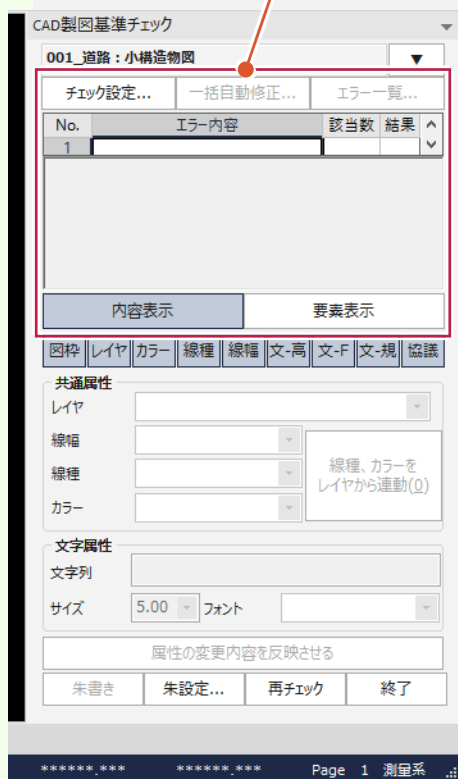 CAD製図基準チェック
001_道路：小構造物図 ▼
チェック設定... 一括自動修正... エラー一覧...
No. エラー内容 該当数 結果
1
内容表示 要素表示
図枠 レイヤ カラー 線種 線幅 文-高 文-F 文-規 協議
共通属性
レイヤ
線幅
線種
カラー
線種、カラーを
レイヤから連動(0)
文字属性
文字列
サイズ 5.00 フォント
属性の変更内容を反映させる
朱書き 朱設定... 再チェック 終了
******.*** ******.*** Page 1 測量系